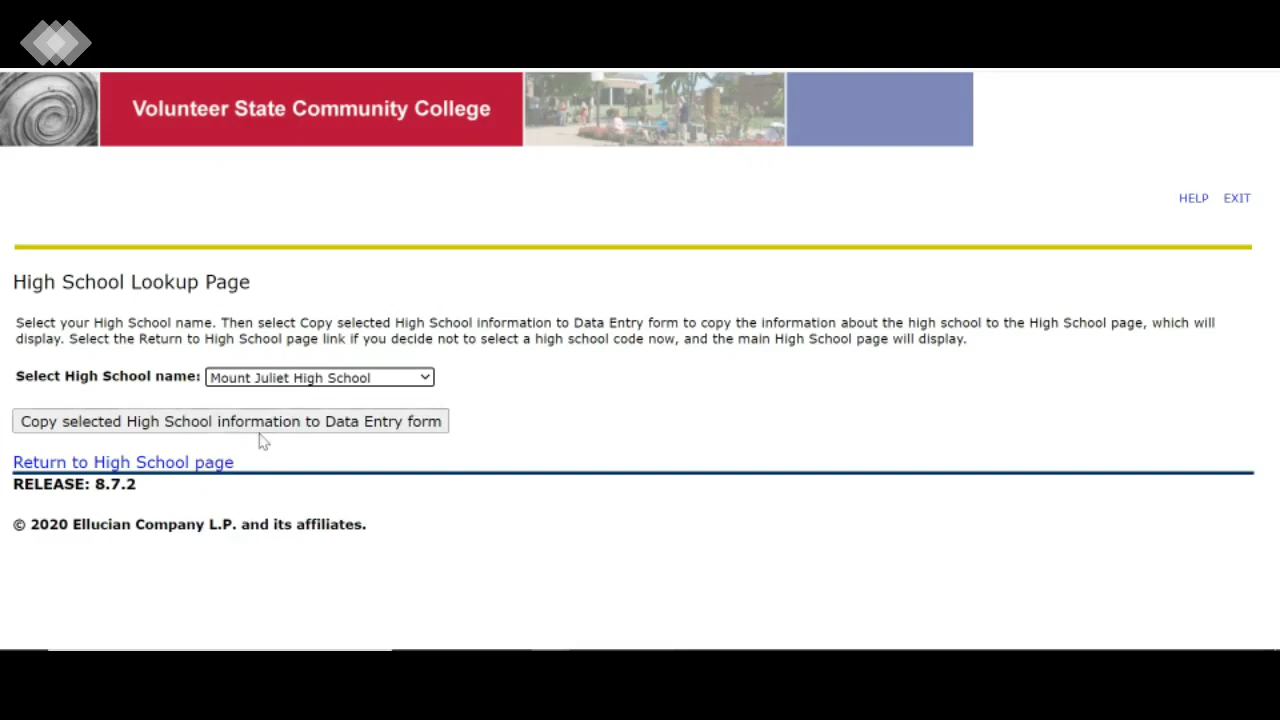 Volunteer State Community College
HELP EXIT
High School Lookup Page
Select your High School name. Then select Copy selected High School information to Data Entry form to copy the information about the high school to the High School page, which will
display. Select the Return to High School page link if you decide not to select a high school code now, and the main High School page will display.
Select High School name: Mount Juliet High School
Copy selected High School information to Data Entry form
Return to High School page
RELEASE: 8.7.2
© 2020 Ellucian Company L.P. and its affiliates.